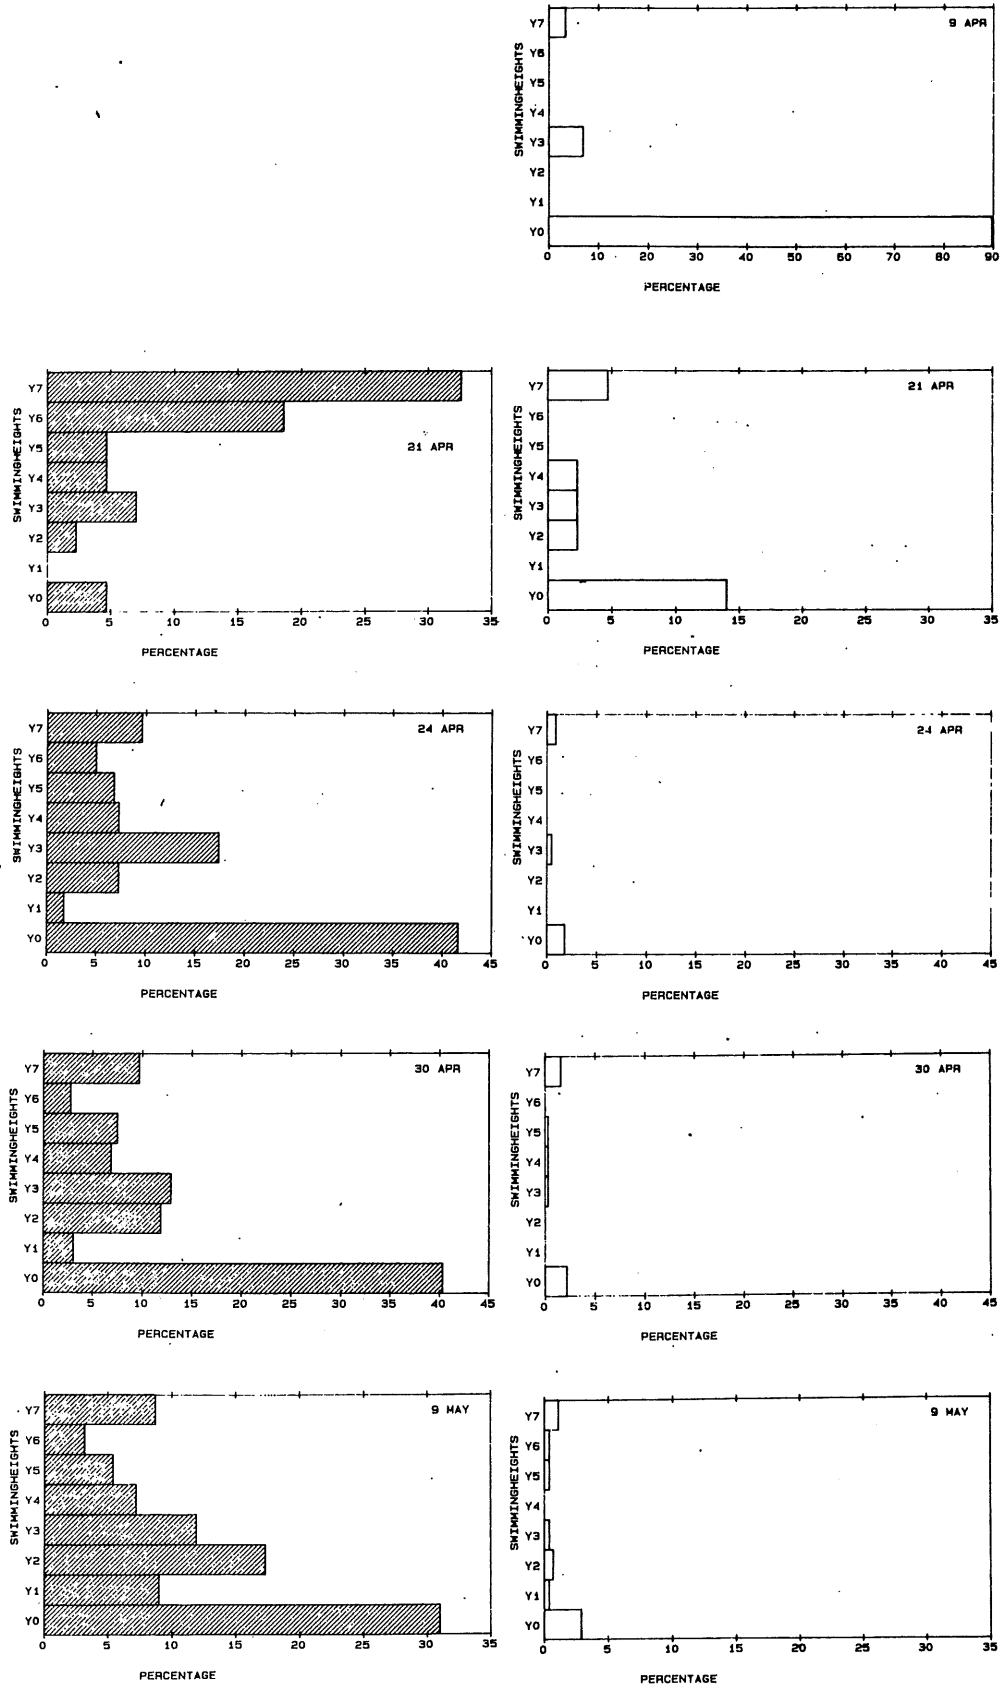 9 APR
SWIMMINGHEIGHTS
Y7
Y6
Y5
Y4
Y3
Y2
Y1
Y0
0 10 20 30 40 50 60 70 80 90
PERCENTAGE
21 APR
SWIMMINGHEIGHTS
Y7
Y6
Y5
Y4
Y3
Y2
Y1
Y0
0 5 10 15 20 25 30 35
PERCENTAGE
21 APR
SWIMMINGHEIGHTS
Y7
Y6
Y5
Y4
Y3
Y2
Y1
Y0
0 5 10 15 20 25 30 35
PERCENTAGE
24 APR
SWIMMINGHEIGHTS
Y7
Y6
Y5
Y4
Y3
Y2
Y1
Y0
0 5 10 15 20 25 30 35 40 45
PERCENTAGE
24 APR
SWIMMINGHEIGHTS
Y7
Y6
Y5
Y4
Y3
Y2
Y1
Y0
0 5 10 15 20 25 30 35 40 45
PERCENTAGE
30 APR
SWIMMINGHEIGHTS
Y7
Y6
Y5
Y4
Y3
Y2
Y1
Y0
0 5 10 15 20 25 30 35 40 45
PERCENTAGE
30 APR
SWIMMINGHEIGHTS
Y7
Y6
Y5
Y4
Y3
Y2
Y1
Y0
0 5 10 15 20 25 30 35 40 45
PERCENTAGE
9 MAY
SWIMMINGHEIGHTS
Y7
Y6
Y5
Y4
Y3
Y2
Y1
Y0
0 5 10 15 20 25 30 35
PERCENTAGE
9 MAY
SWIMMINGHEIGHTS
Y7
Y6
Y5
Y4
Y3
Y2
Y1
Y0
0 5 10 15 20 25 30 35
PERCENTAGE